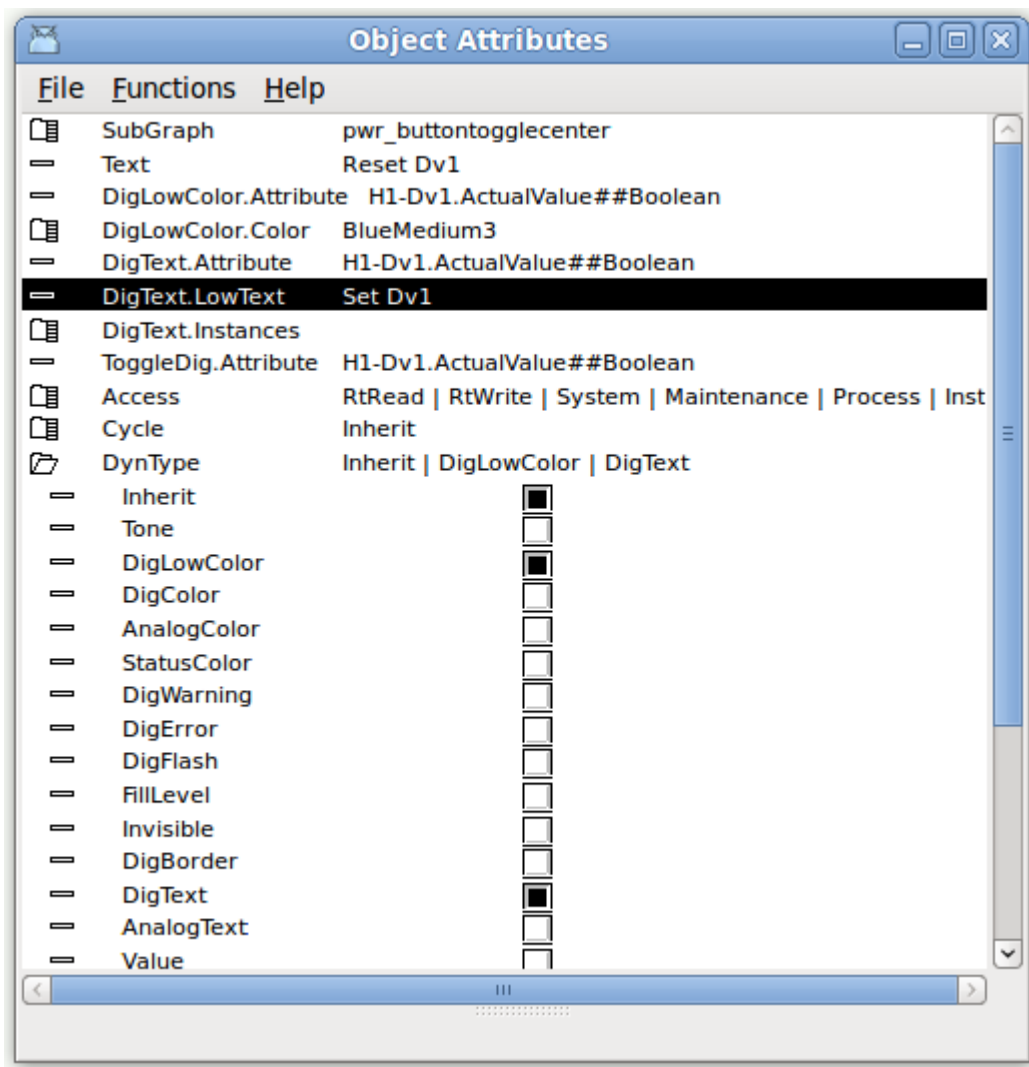 Object Attributes
File Functions Help
SubGraph pwr_buttontogglecenter
Text Reset Dv1
DigLowColor.Attribute H1-Dv1.ActualValue##Boolean
DigLowColor.Color BlueMedium3
DigText.Attribute H1-Dv1.ActualValue##Boolean
DigText.LowText Set Dv1
DigText.Instances
ToggleDig.Attribute H1-Dv1.ActualValue##Boolean
Access RtRead | RtWrite | System | Maintenance | Process | Inst
Cycle Inherit
DynType Inherit | DigLowColor | DigText
Inherit
Tone
DigLowColor
DigColor
AnalogColor
StatusColor
DigWarning
DigError
DigFlash
FillLevel
Invisible
DigBorder
DigText
AnalogText
Value